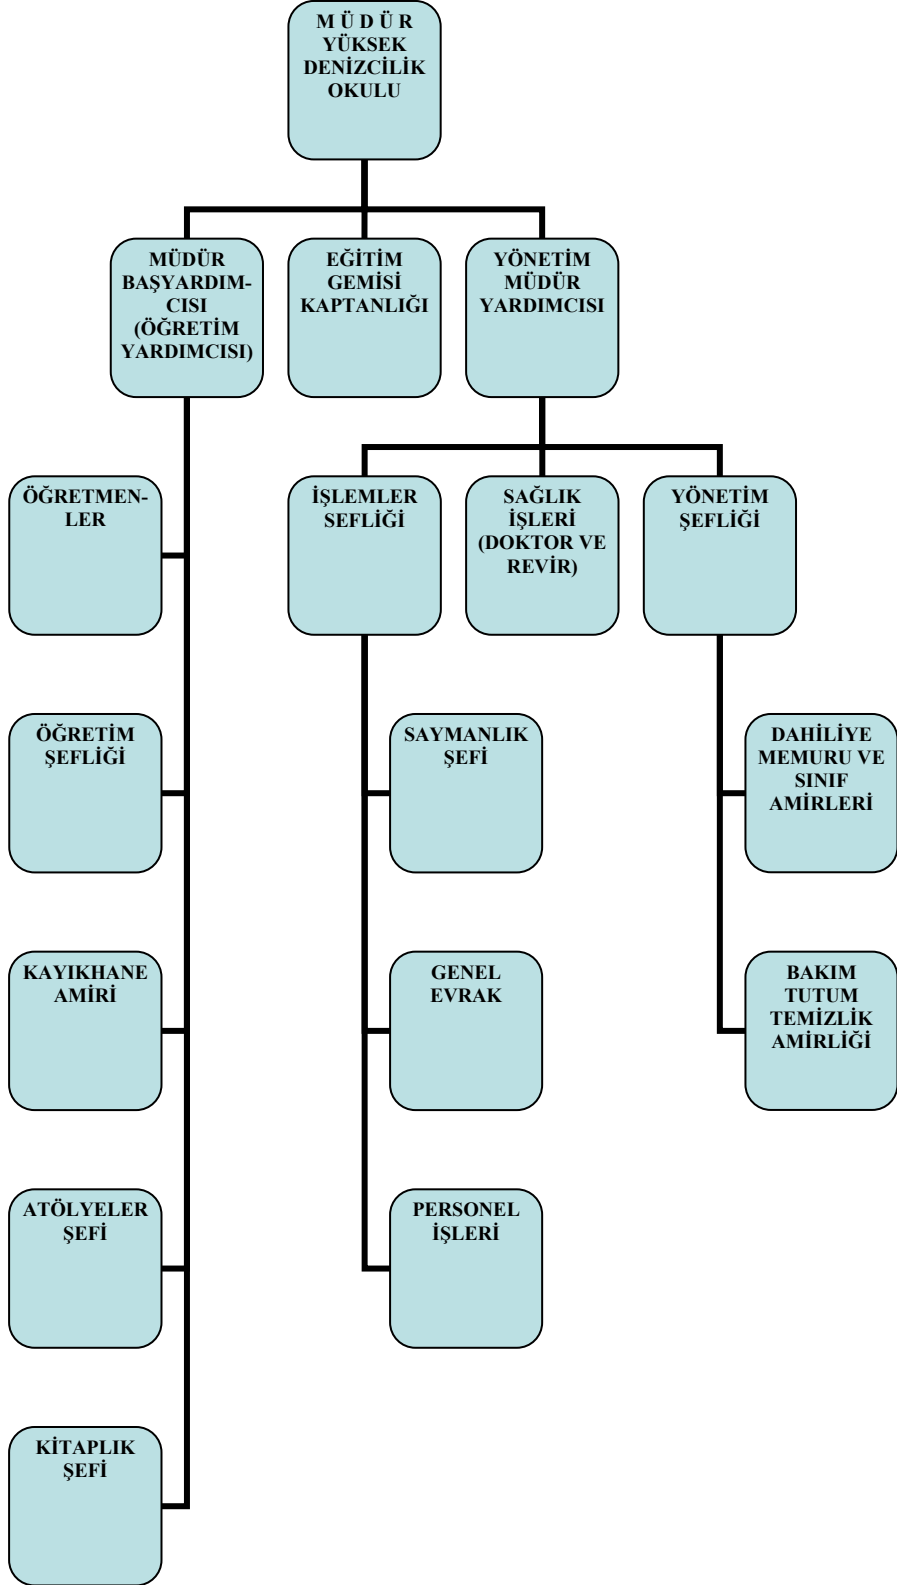 M Ü D Ü R
YÜKSEK
DENİZCİLİK
OKULU
MÜDÜR
BAŞYARDIM-
CISI
(ÖĞRETİM
YARDIMCISI)
EĞİTİM
GEMİSİ
KAPTANLIĞI
YÖNETİM
MÜDÜR
YARDIMCISI
ÖĞRETMEN-
LER
İŞLEMLER
SEFLİĞİ
SAĞLIK
İŞLERİ
(DOKTOR VE
REVİR)
YÖNETİM
ŞEFLİĞİ
ÖĞRETİM
ŞEFLİĞİ
SAYMANLIK
ŞEFİ
DAHİLİYE
MEMURU VE
SINIF
AMİRLERİ
KAYIKHANE
AMİRİ
GENEL
EVRAK
BAKIM
TUTUM
TEMİZLİK
AMİRLİĞİ
ATÖLYELER
ŞEFİ
PERSONEL
İŞLERİ
KİTAPLIK
ŞEFİ